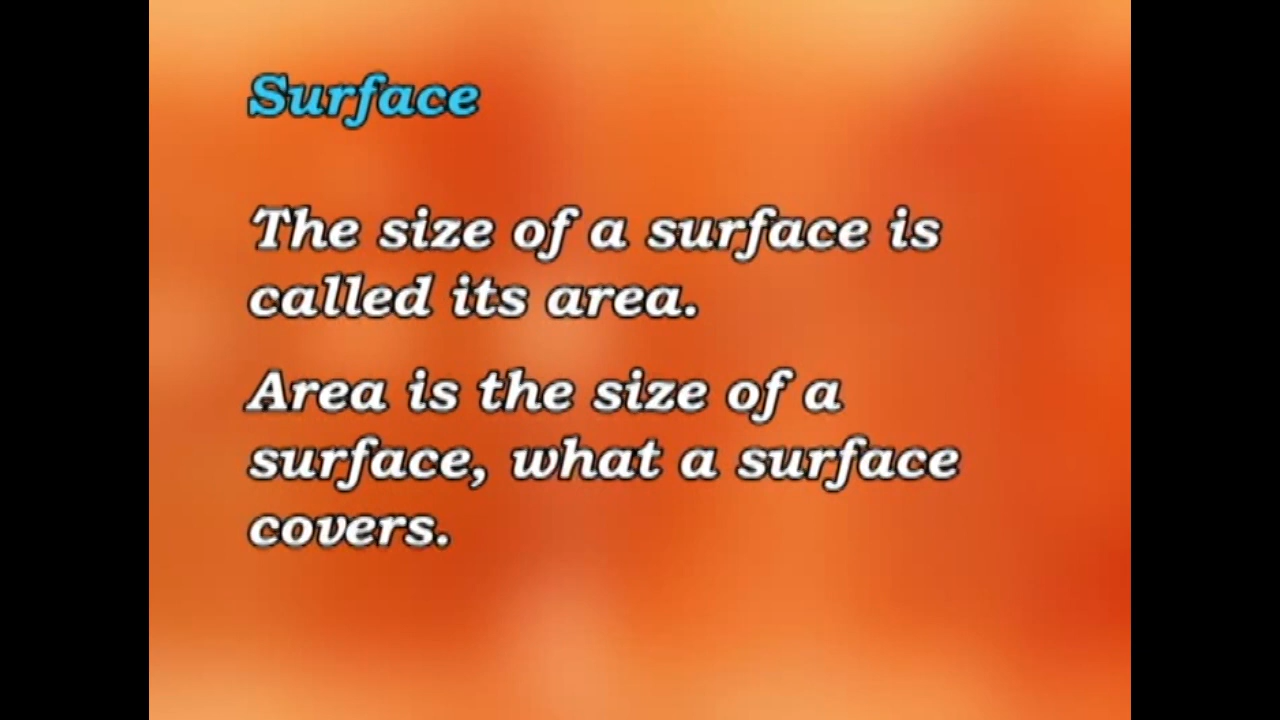 Surface
The size of a surface is
called its area.
Area is the size of a
surface, what a surface
covers.